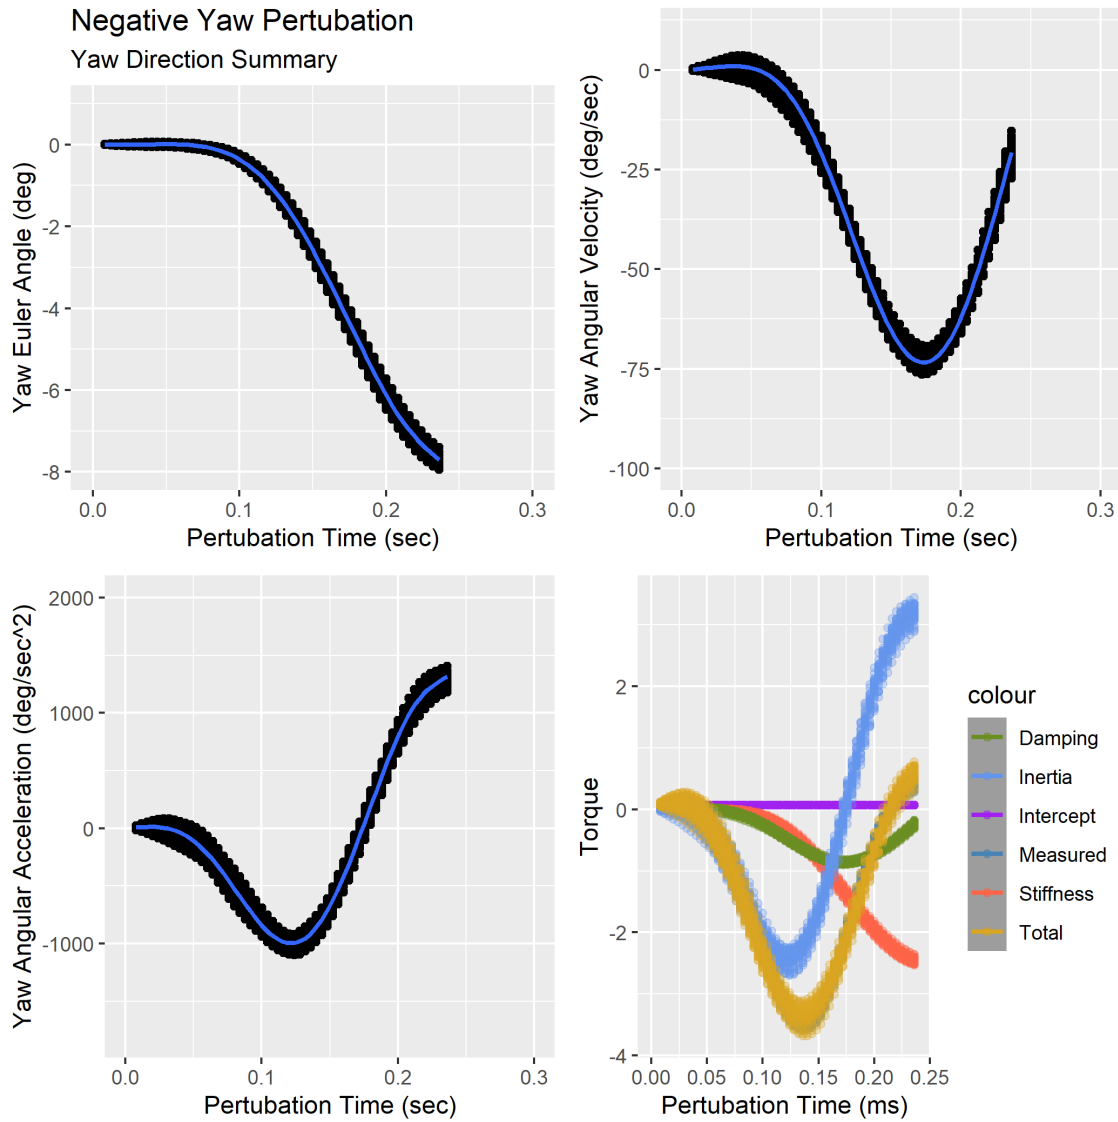 Negative Yaw Pertubation
Yaw Direction Summary
Yaw Euler Angle (deg)
0
-2
-4
-6
-8
0.0 0.1 0.2 0.3
Pertubation Time (sec)
Yaw Angular Velocity (deg/sec)
0
-25
-50
-75
-100
0.0 0.1 0.2 0.3
Pertubation Time (sec)
Yaw Angular Acceleration (deg/sec^2)
2000
1000
0
-1000
0.0 0.1 0.2 0.3
Pertubation Time (sec)
Torque
2
0
-2
-4
0.00 0.05 0.10 0.15 0.20 0.25
Pertubation Time (ms)
colour
Damping
Inertia
Intercept
Measured
Stiffness
Total